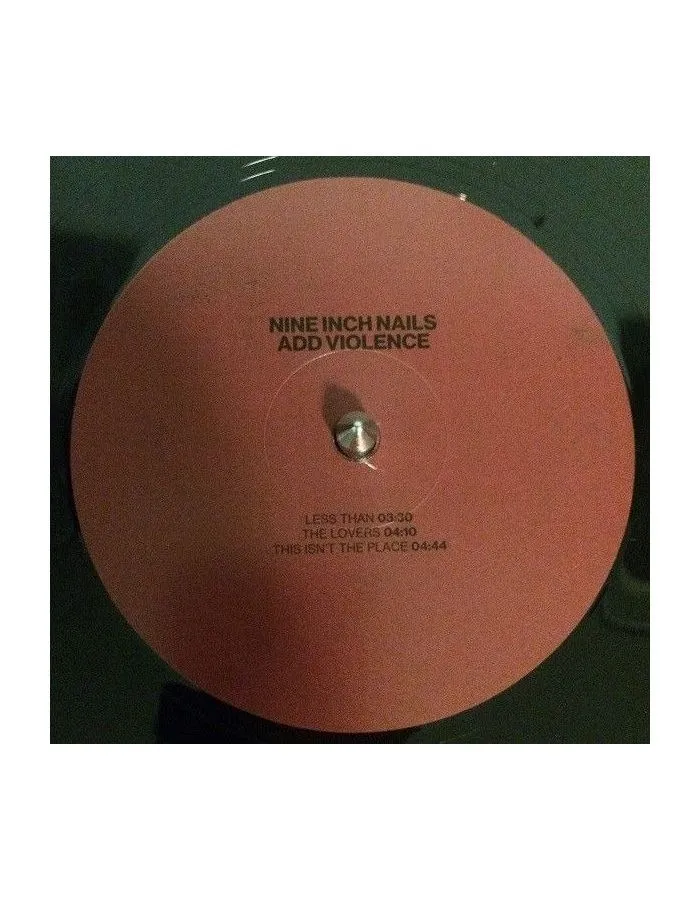 NINE INCH NAILS
ADD VIOLENCE
LESS THAN 03:30
THE LOVERS 04:10
THIS ISN'T THE PLACE 04:44